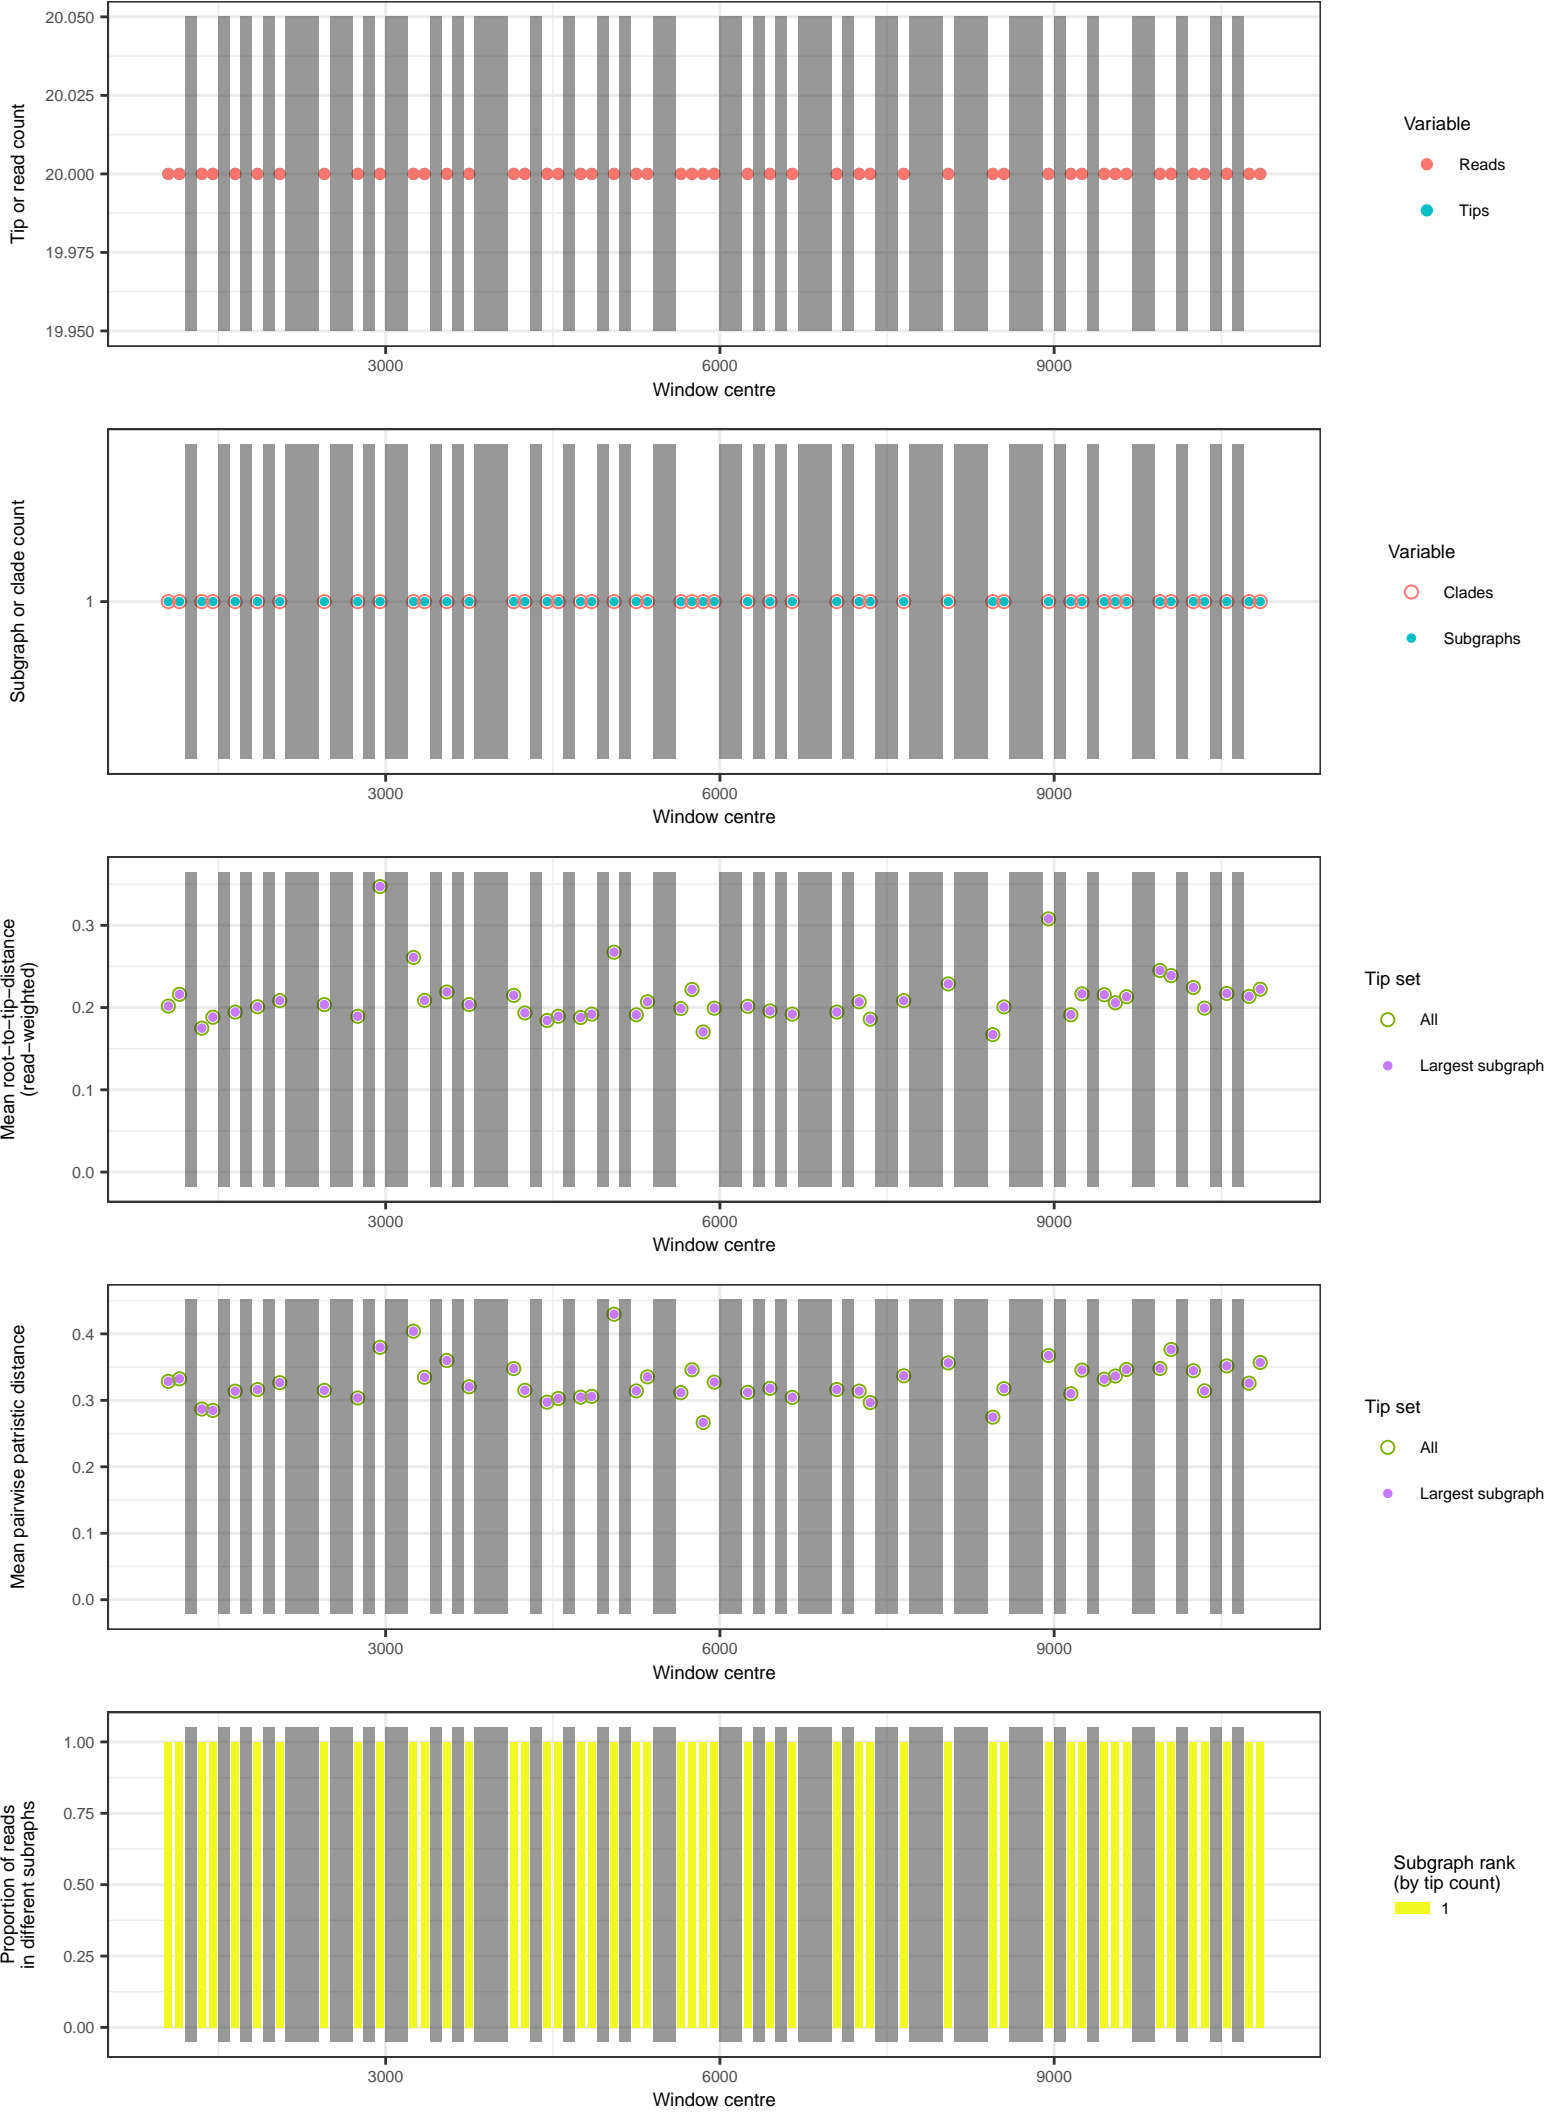 20.050
20.025
20.000
19.975
19.950
Tip or read count
3000
6000
9000
Window centre
Variable
Reads
Tips
1
Subgraph or clade count
3000
6000
9000
Window centre
Variable
Clades
Subgraphs
0.3
0.2
0.1
0.0
Mean root−to−tip−distance
(read−weighted)
3000
6000
9000
Window centre
Tip set
All
Largest subgraph
0.4
0.3
0.2
0.1
0.0
Mean pairwise patristic distance
3000
6000
9000
Window centre
Tip set
All
Largest subgraph
1.00
0.75
0.50
0.25
0.00
Proportion of reads
in different subraphs
3000
6000
9000
Window centre
Subgraph rank
(by tip count)
1